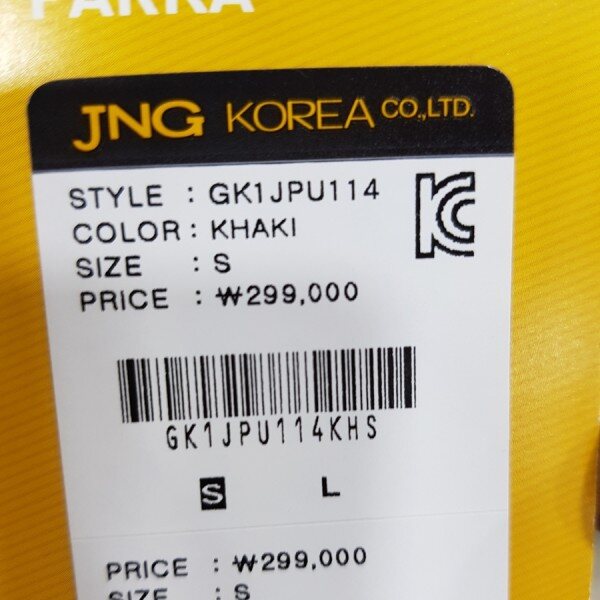 PARKA
JNG KOREA CO.,LTD.
STYLE : GK1JPU114
COLOR : KHAKI
SIZE : S
PRICE : ₩299,000
GK1JPU114KHS
S L
PRICE : ₩299,000
SIZE : S